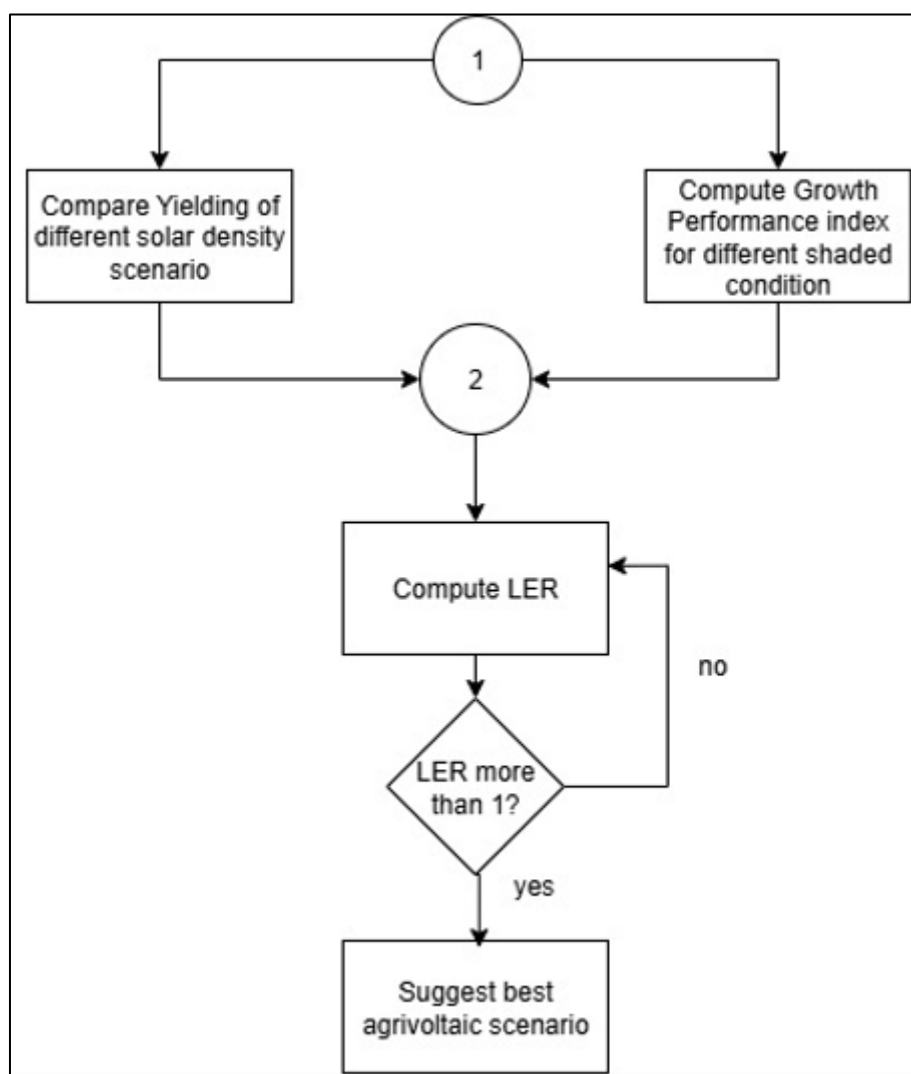 1
Compare Yielding of
different solar density
scenario
Compute Growth
Performance index
for different shaded
condition
2
Compute LER
no
LER more
than 1?
yes
Suggest best
agrivoltaic scenario